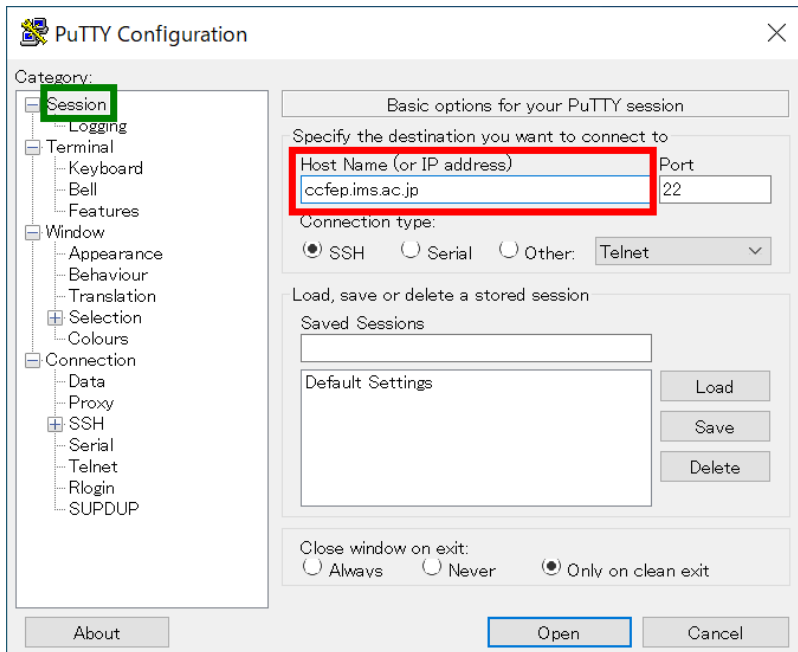 PuTTY Configuration
Category:
Session
Logging
Terminal
Keyboard
Bell
Features
Window
Appearance
Behaviour
Translation
Selection
Colours
Connection
Data
Proxy
SSH
Serial
Telnet
Rlogin
SUPDUP
Basic options for your PuTTY session
Specify the destination you want to connect to
Host Name (or IP address) Port
ccfep.ims.ac.jp 22
Connection type:
SSH Serial Other: Telnet
Load, save or delete a stored session
Saved Sessions
Default Settings
Load
Save
Delete
Close window on exit:
Always Never Only on clean exit
About Open Cancel